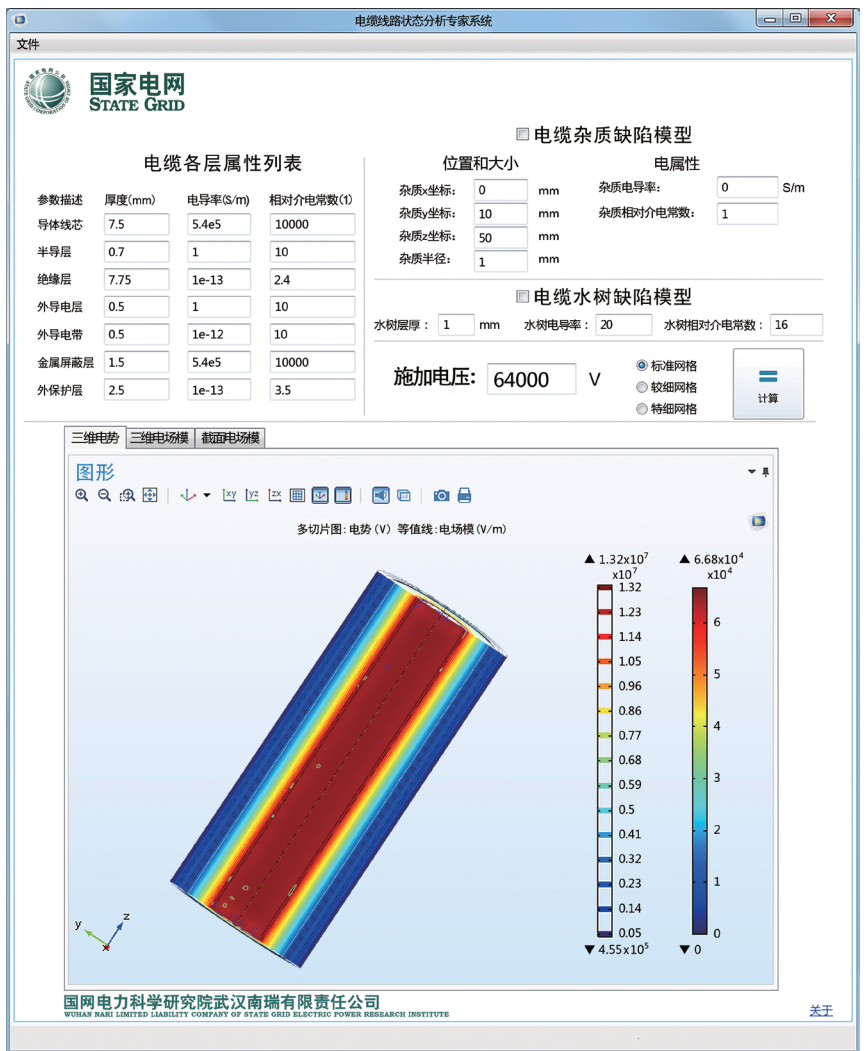 电缆线路状态分析专家系统
文件
国家电网
STATE GRID
电缆各层属性列表
参数描述 厚度(mm) 电导率(S/m) 相对介电常数(1)
导体线芯 7.5 5.4e5 10000
半导层 0.7 1 10
绝缘层 7.75 1e-13 2.4
外导电层 0.5 1 10
外导电带 0.5 1e-12 10
金属屏蔽层 1.5 5.4e5 10000
外保护层 2.5 1e-13 3.5
电缆杂质缺陷模型
位置和大小 电属性
杂质x坐标: 0 mm 杂质电导率: 0 S/m
杂质y坐标: 10 mm 杂质相对介电常数: 1
杂质z坐标: 50 mm
杂质半径: 1 mm
电缆水树缺陷模型
水树层厚: 1 mm 水树电导率: 20 水树相对介电常数: 16
施加电压: 64000 V
标准网格
较细网格
特细网格
计算
三维电势 三维电场模 截面电场模
图形
xy yz zx
多切片图:电势(V) 等值线:电场模(V/m)
▲ 1.32x10⁷ ▲ 6.68x10⁴
x10⁷ x10⁴
1.32
1.23
1.14
1.05
0.96
0.86
0.77
0.68
0.59
0.5
0.41
0.32
0.23
0.14
0.05
▼ 4.55x10⁵
6
5
4
3
2
1
0
▼ 0
y z x
国网电力科学研究院武汉南瑞有限责任公司
WUHAN NARI LIMITED LIABILITY COMPANY OF STATE GRID ELECTRIC POWER RESEARCH INSTITUTE
关于